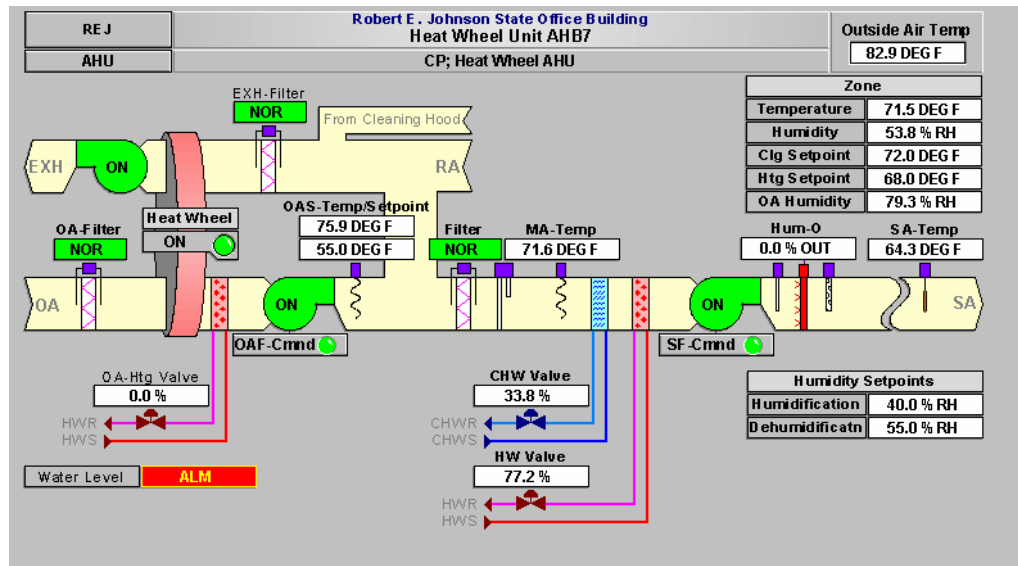 REJ
Robert E. Johnson State Office Building
Heat Wheel Unit AHB7
Outside Air Temp
82.9 DEG F
AHU
CP; Heat Wheel AHU
Zone
Temperature 71.5 DEG F
Humidity 53.8 % RH
Clg Setpoint 72.0 DEG F
Htg Setpoint 68.0 DEG F
OA Humidity 79.3 % RH
EXH-Filter
NOR
From Cleaning Hood
EXH
ON
RA
Heat Wheel
ON
OAS-Temp/Setpoint
75.9 DEG F
55.0 DEG F
OA-Filter
NOR
Filter
NOR
MA-Temp
71.6 DEG F
Hum-O
0.0 % OUT
SA-Temp
64.3 DEG F
OA
ON
ON
SA
OAF-Cmnd
SF-Cmnd
OA-Htg Valve
0.0 %
HWR
HWS
CHW Valve
33.8 %
CHWR
CHWS
HW Valve
77.2 %
HWR
HWS
Humidity Setpoints
Humidification 40.0 % RH
Dehumidificatn 55.0 % RH
Water Level ALM